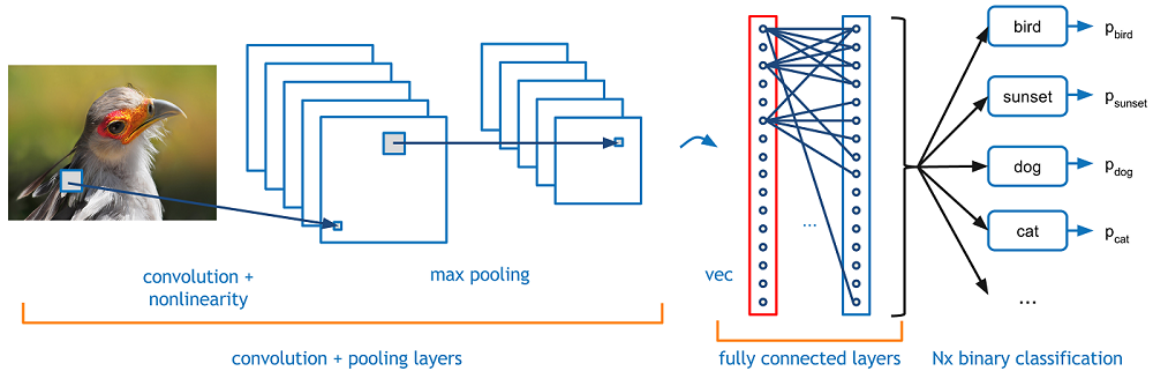 bird
p_bird
sunset
p_sunset
dog
p_dog
cat
p_cat
...
...
convolution +
nonlinearity
max pooling
vec
convolution + pooling layers
fully connected layers
Nx binary classification